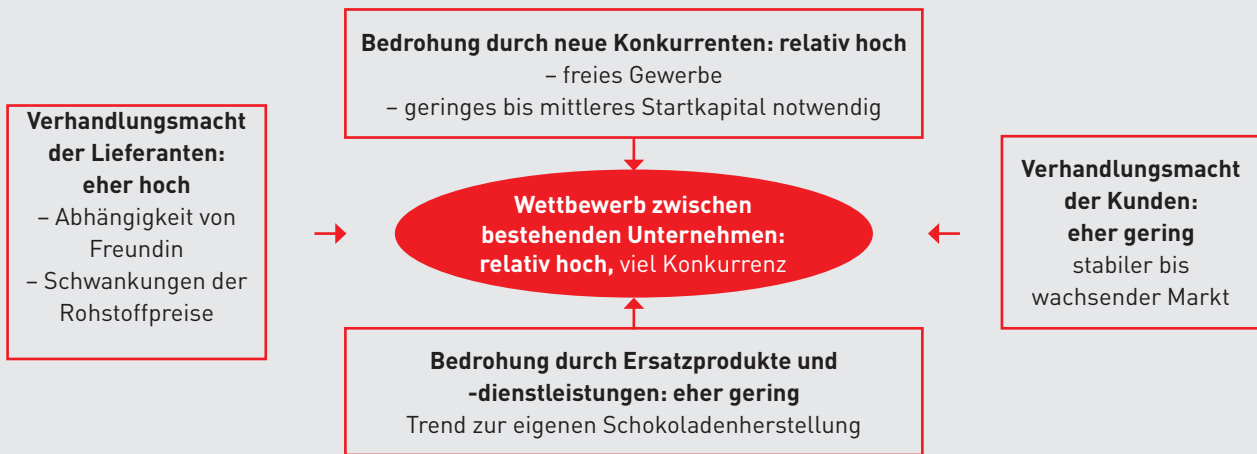 Bedrohung durch neue Konkurrenten: relativ hoch
– freies Gewerbe
– geringes bis mittleres Startkapital notwendig
Verhandlungsmacht
der Lieferanten:
eher hoch
– Abhängigkeit von
Freundin
– Schwankungen der
Rohstoffpreise
Wettbewerb zwischen
bestehenden Unternehmen:
relativ hoch, viel Konkurrenz
Verhandlungsmacht
der Kunden:
eher gering
stabiler bis
wachsender Markt
Bedrohung durch Ersatzprodukte und
-dienstleistungen: eher gering
Trend zur eigenen Schokoladenherstellung